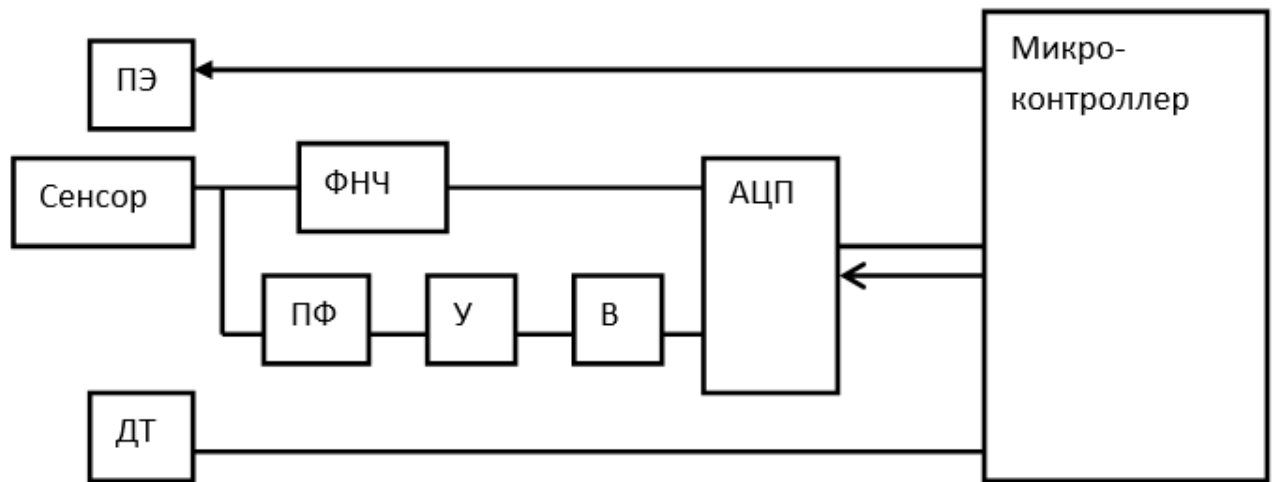 ПЭ
Микро-
контроллер
Сенсор
ФНЧ
АЦП
ПФ
У
В
ДТ